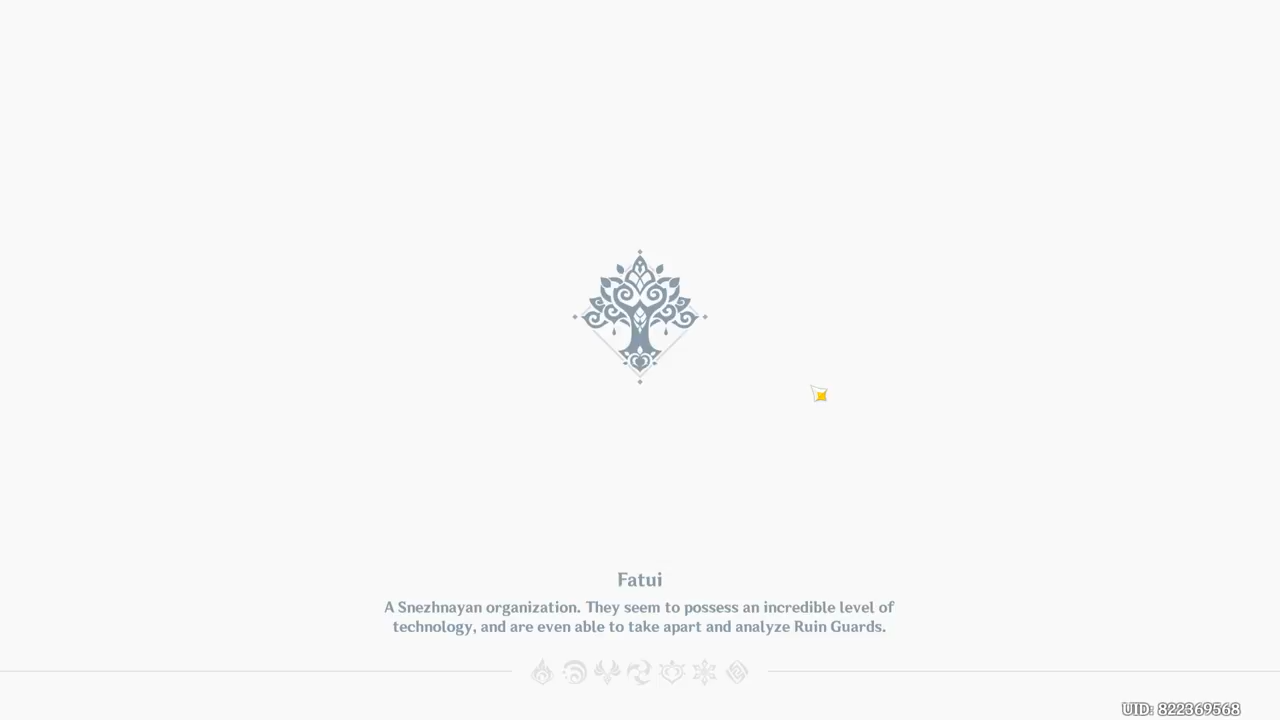 Fatui
A Snezhnayan organization. They seem to possess an incredible level of
technology, and are even able to take apart and analyze Ruin Guards.
UID: 822369568